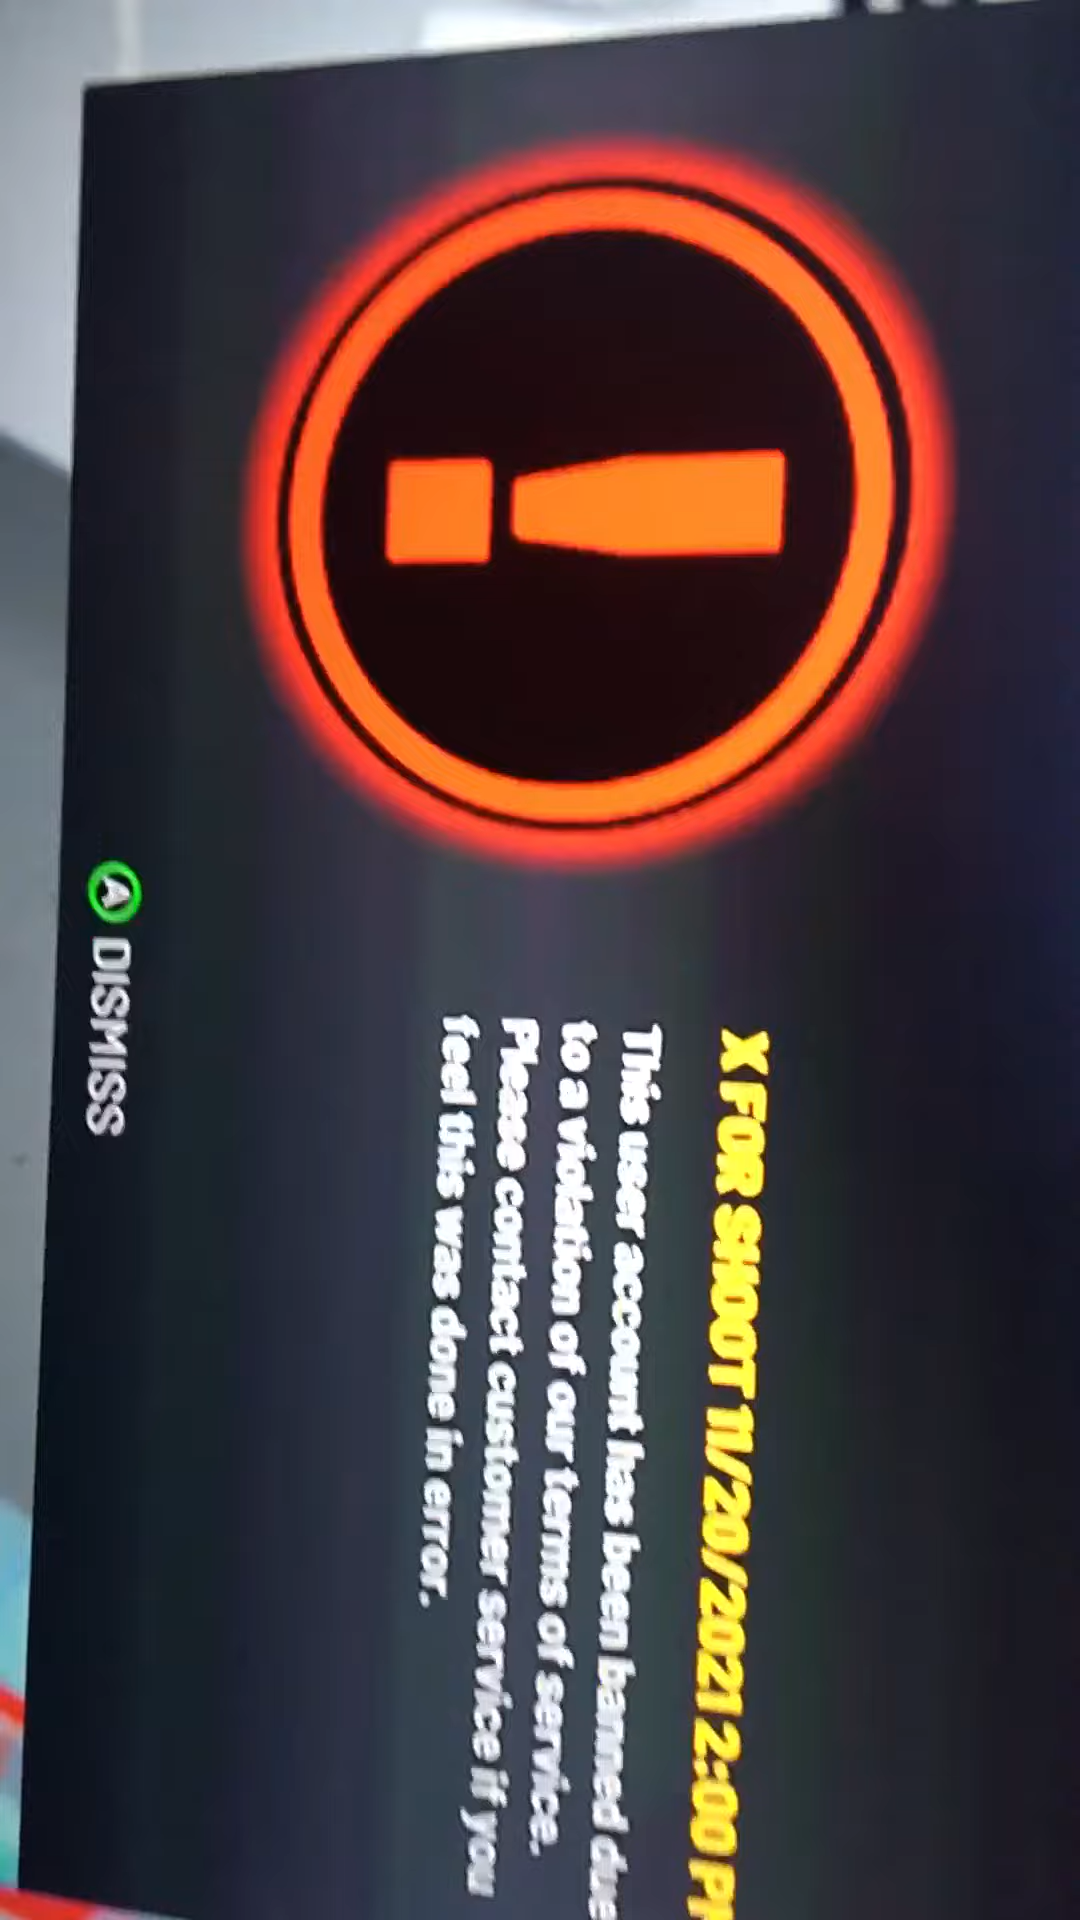 X FOR SHOOT 11/20/2021 2:00 PM
This user account has been banned due
to a violation of our terms of service.
Please contact customer service if you
feel this was done in error.
A DISMISS